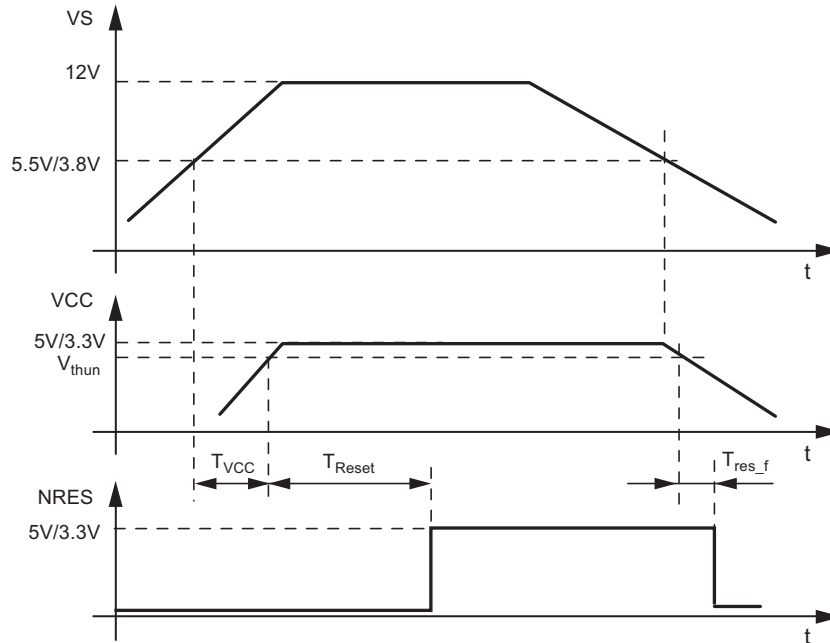 VS
12V
5.5V/3.8V
t
VCC
5V/3.3V
Vthun
t
TVCC
TReset
Tres_f
NRES
5V/3.3V
t